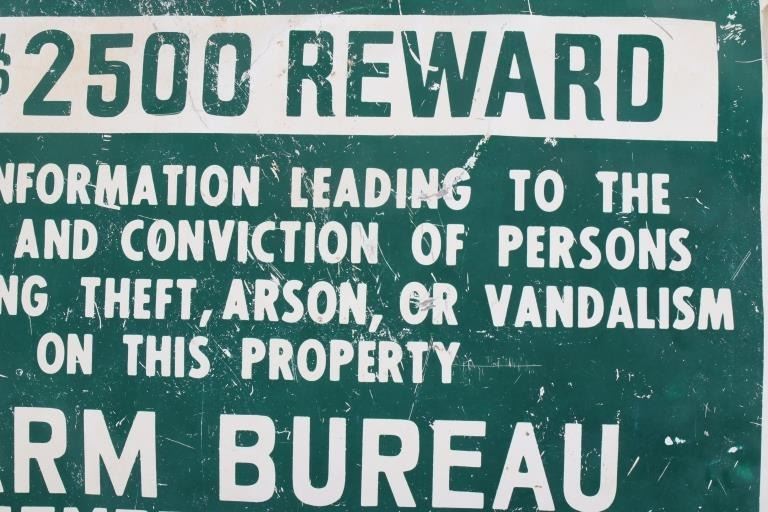 $2500 REWARD
NFORMATION LEADING TO THE
AND CONVICTION OF PERSONS
NG THEFT, ARSON, OR VANDALISM
ON THIS PROPERTY
ARM BUREAU